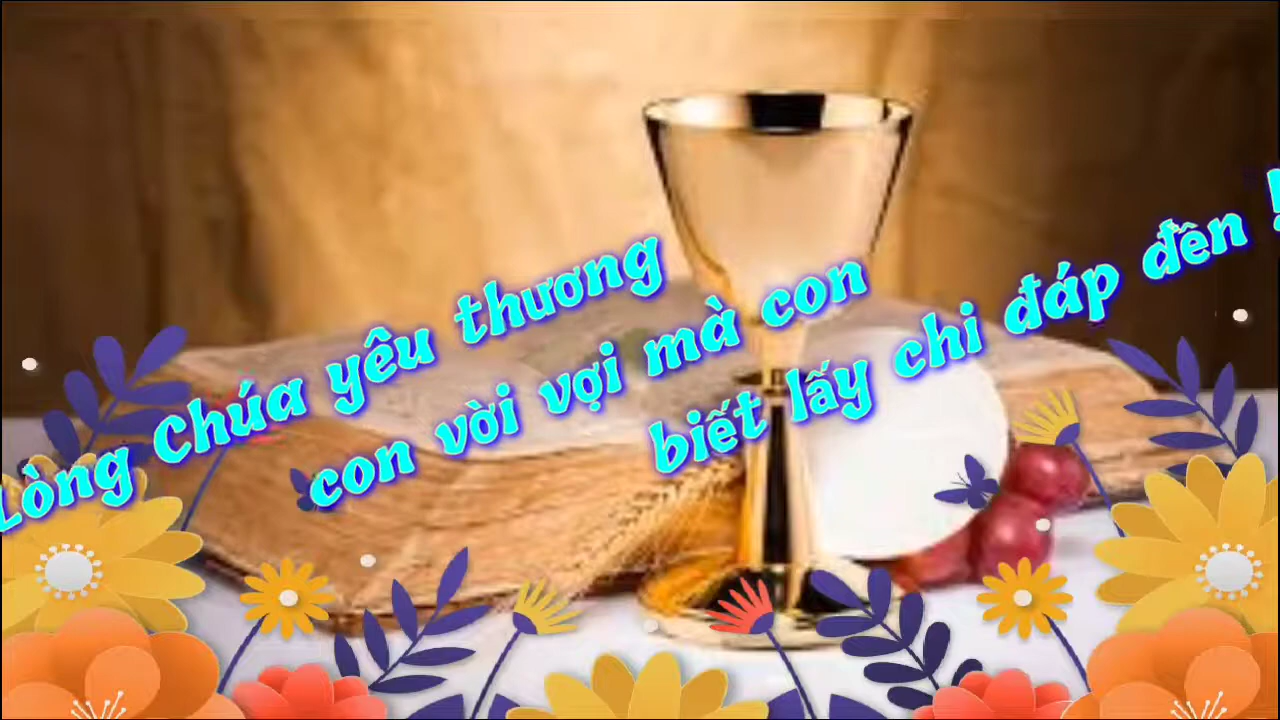 Lòng Chúa yêu thương
con vời vợi mà con
biết lấy chi đáp đền !